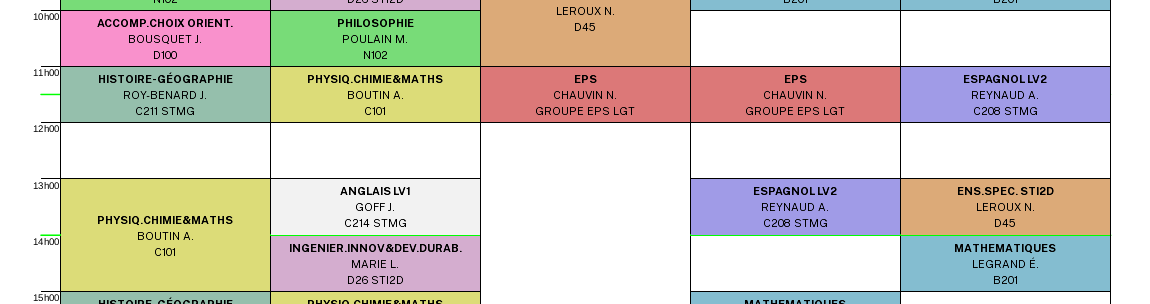 N102
D26 STI2D
B201
B201
10h00
ACCOMP.CHOIX ORIENT.
BOUSQUET J.
D100
PHILOSOPHIE
POULAIN M.
N102
LEROUX N.
D45
11h00
HISTOIRE-GÉOGRAPHIE
ROY-BENARD J.
C211 STMG
PHYSIQ.CHIMIE&MATHS
BOUTIN A.
C101
EPS
CHAUVIN N.
GROUPE EPS LGT
EPS
CHAUVIN N.
GROUPE EPS LGT
ESPAGNOL LV2
REYNAUD A.
C208 STMG
12h00
13h00
PHYSIQ.CHIMIE&MATHS
BOUTIN A.
C101
ANGLAIS LV1
GOFF J.
C214 STMG
ESPAGNOL LV2
REYNAUD A.
C208 STMG
ENS.SPEC. STI2D
LEROUX N.
D45
14h00
INGENIER.INNOV&DEV.DURAB.
MARIE L.
D26 STI2D
MATHEMATIQUES
LEGRAND É.
B201
15h00
HISTOIRE-GÉOGRAPHIE
PHYSIQ.CHIMIE&MATHS
MATHEMATIQUES